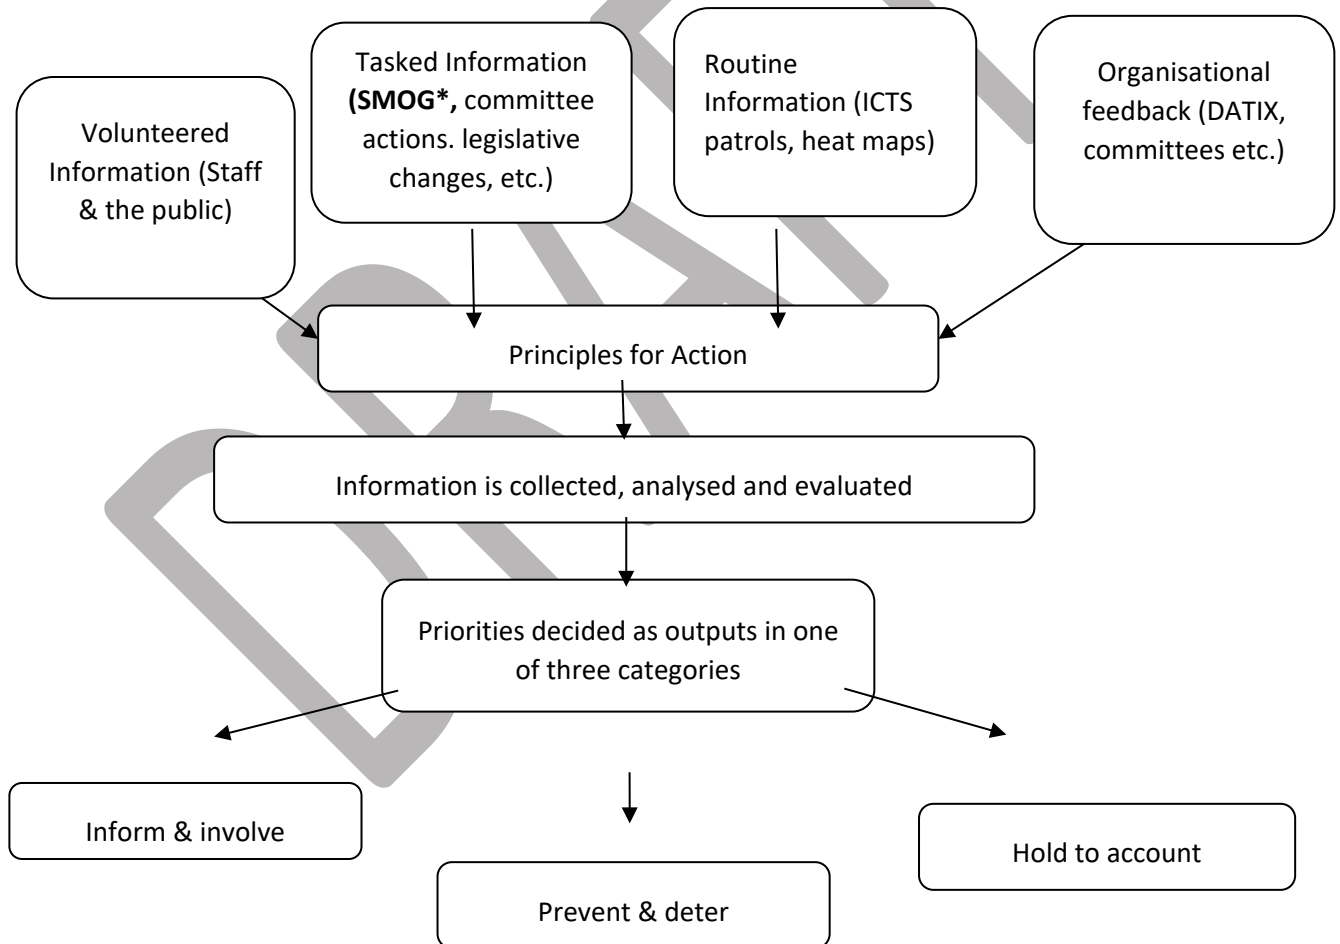 Volunteered
Information (Staff
& the public)
Tasked Information
(SMOG*, committee
actions. legislative
changes, etc.)
Routine
Information (ICTS
patrols, heat maps)
Organisational
feedback (DATIX,
committees etc.)
Principles for Action
Information is collected, analysed and evaluated
Priorities decided as outputs in one
of three categories
Inform & involve
Prevent & deter
Hold to account